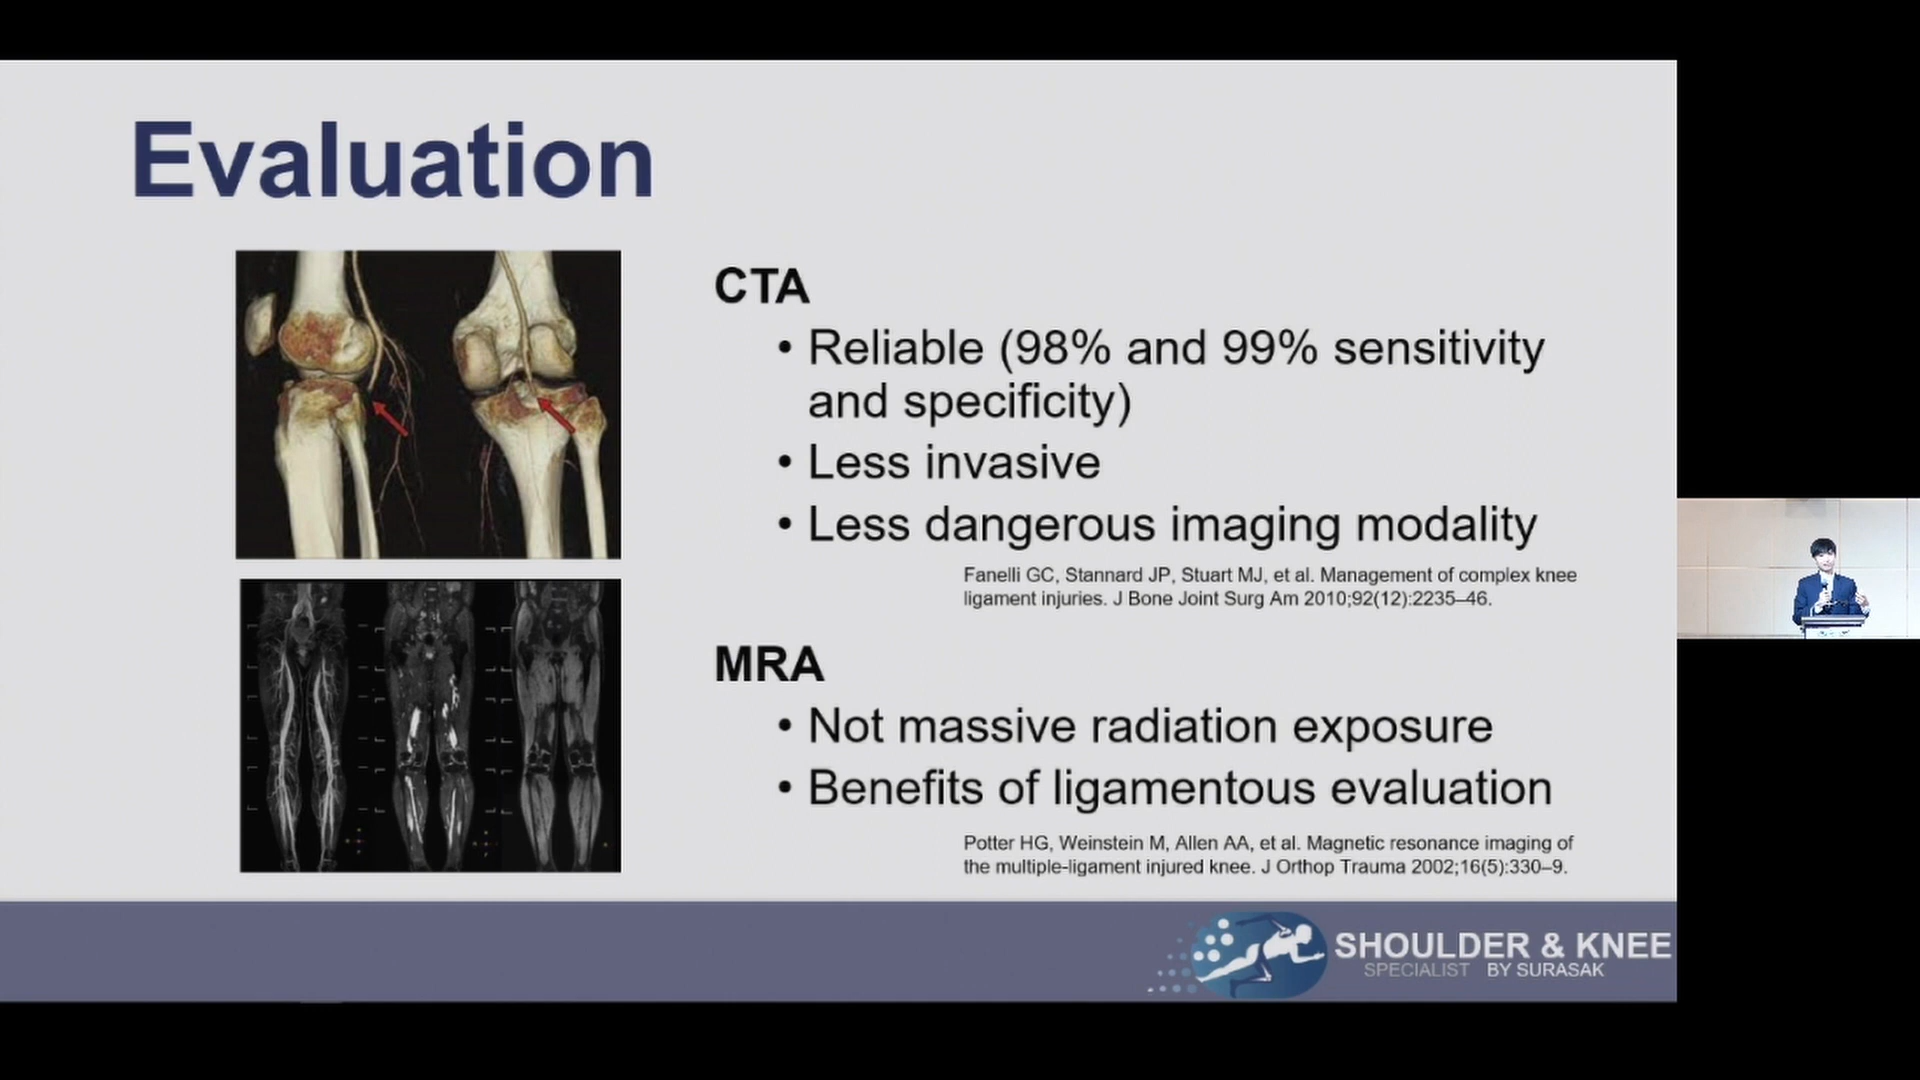 Evaluation
CTA
• Reliable (98% and 99% sensitivity
and specificity)
• Less invasive
• Less dangerous imaging modality
Fanelli GC, Stannard JP, Stuart MJ, et al. Management of complex knee
ligament injuries. J Bone Joint Surg Am 2010;92(12):2235–46.
MRA
• Not massive radiation exposure
• Benefits of ligamentous evaluation
Potter HG, Weinstein M, Allen AA, et al. Magnetic resonance imaging of
the multiple-ligament injured knee. J Orthop Trauma 2002;16(5):330–9.
SHOULDER & KNEE
SPECIALIST BY SURASAK